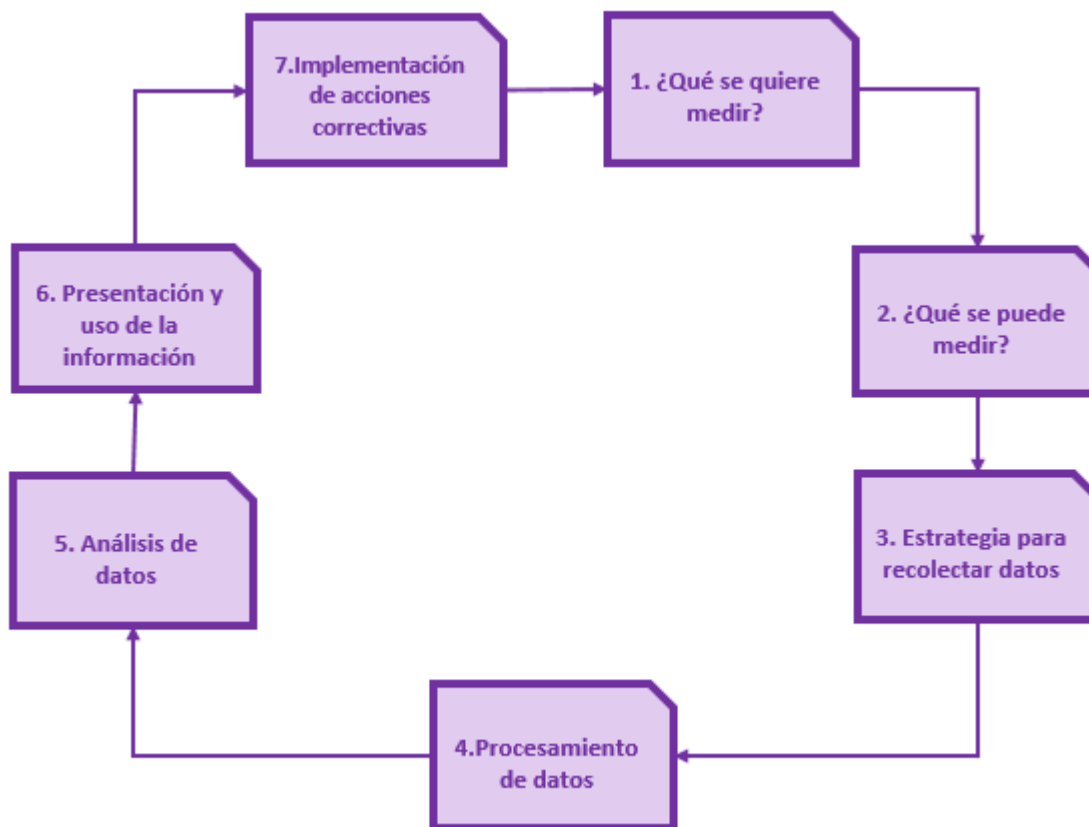 7.Implementación
de acciones
correctivas
1. ¿Qué se quiere
medir?
6. Presentación y
uso de la
información
2. ¿Qué se puede
medir?
5. Análisis de
datos
3. Estrategia para
recolectar datos
4.Procesamiento
de datos